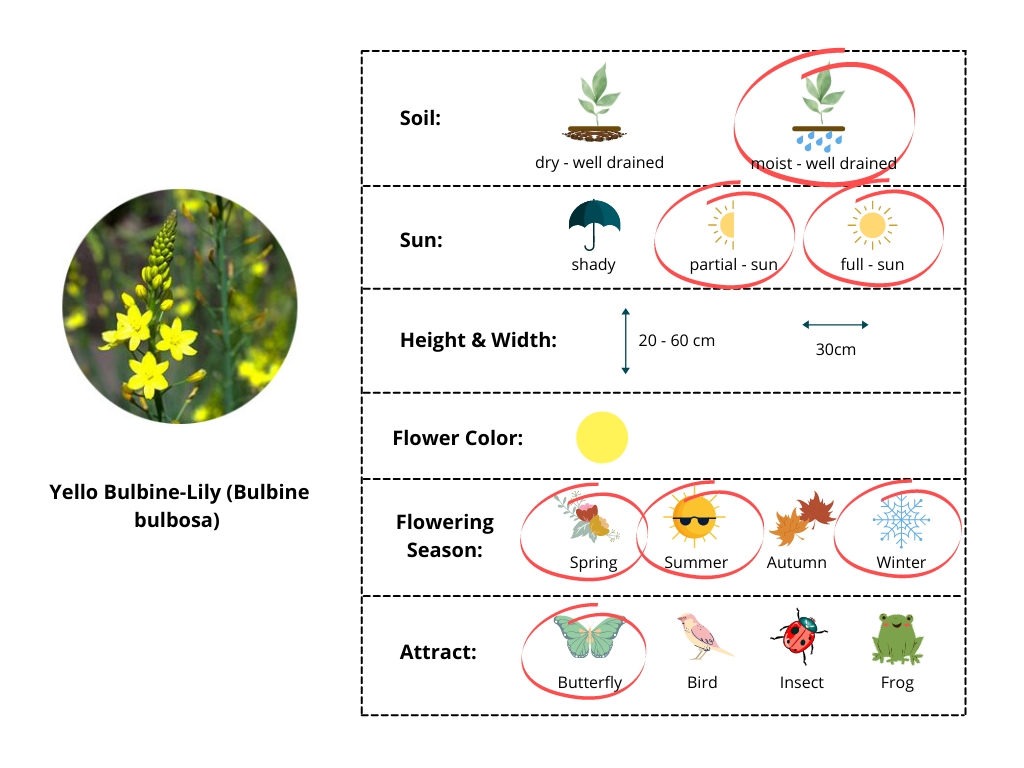 Soil:
dry - well drained
moist - well drained
Sun:
shady
partial - sun
full - sun
Height & Width:
20 - 60 cm
30cm
Flower Color:
Yello Bulbine-Lily (Bulbine
bulbosa)
Flowering
Season:
Spring
Summer
Autumn
Winter
Attract:
Butterfly
Bird
Insect
Frog